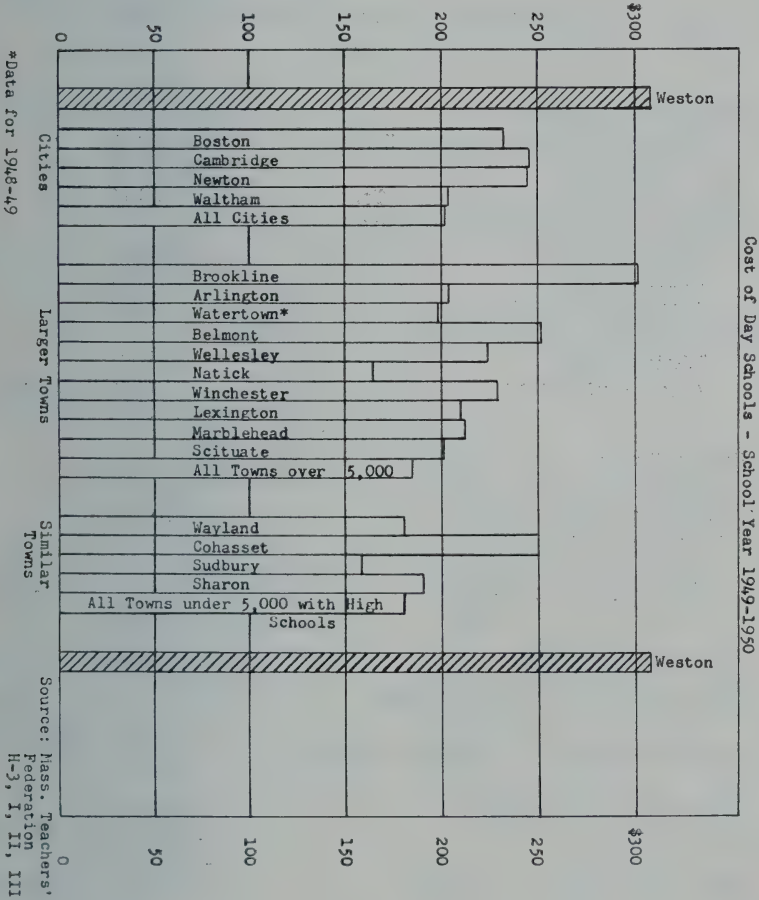 Cost of Day Schools - School Year 1949-1950
0 50 100 150 200 250 $300
Weston
Cities
Boston
Cambridge
Newton
Waltham
All Cities
Larger Towns
Brookline
Arlington
Watertown*
Belmont
Wellesley
Natick
Winchester
Lexington
Marblehead
Scituate
All Towns over 5,000
Similar
Towns
Wayland
Cohasset
Sudbury
Sharon
All Towns under 5,000 with High
Schools
Weston
0 50 100 150 200 250 $300
*Data for 1948-49
Source: Mass. Teachers'
Federation
H-3, I, II, III